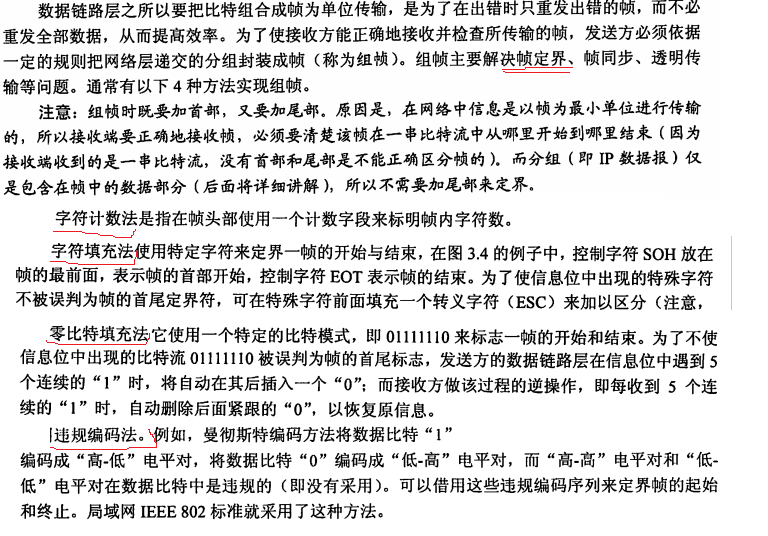 数据链路层之所以要把比特组合成帧为单位传输，是为了在出错时只重发出错的帧，而不必
重发全部数据，从而提高效率。为了使接收方能正确地接收并检查所传输的帧，发送方必须依据
一定的规则把网络层递交的分组封装成帧（称为组帧）。组帧主要解决帧定界、帧同步、透明传
输等问题。通常有以下 4 种方法实现组帧。
注意：组帧时既要加首部，又要加尾部。原因是，在网络中信息是以帧为最小单位进行传输
的，所以接收端要正确地接收帧，必须要清楚该帧在一串比特流中从哪里开始到哪里结束（因为
接收端收到的是一串比特流，没有首部和尾部是不能正确区分帧的）。而分组（即 IP 数据报）仅
是包含在帧中的数据部分（后面将详细讲解），所以不需要加尾部来定界。
字符计数法是指在帧头部使用一个计数字段来标明帧内字符数。
字符填充法使用特定字符来定界一帧的开始与结束，在图 3.4 的例子中，控制字符 SOH 放在
帧的最前面，表示帧的首部开始，控制字符 EOT 表示帧的结束。为了使信息位中出现的特殊字符
不被误判为帧的首尾定界符，可在特殊字符前面填充一个转义字符（ESC）来加以区分（注意，
零比特填充法它使用一个特定的比特模式，即 01111110 来标志一帧的开始和结束。为了不使
信息位中出现的比特流 01111110 被误判为帧的首尾标志，发送方的数据链路层在信息位中遇到 5
个连续的“1”时，将自动在其后插入一个“0”；而接收方做该过程的逆操作，即每收到 5 个连
续的“1”时，自动删除后面紧跟的“0”，以恢复原信息。
违规编码法。例如，曼彻斯特编码方法将数据比特“1”
编码成“高-低”电平对，将数据比特“0”编码成“低-高”电平对，而“高-高”电平对和“低-
低”电平对在数据比特中是违规的（即没有采用）。可以借用这些违规编码序列来定界帧的起始
和终止。局域网 IEEE 802 标准就采用了这种方法。